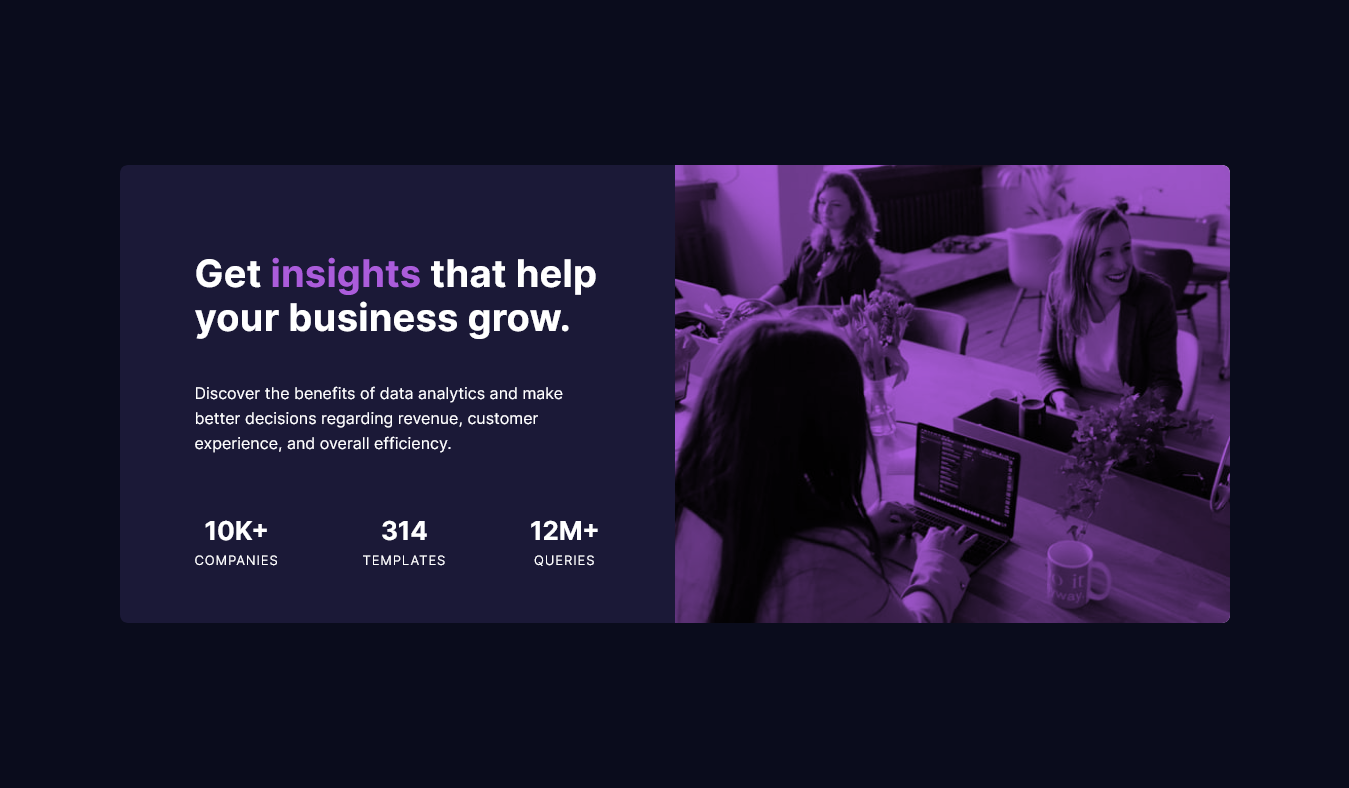 Get insights that help
your business grow.
Discover the benefits of data analytics and make
better decisions regarding revenue, customer
experience, and overall efficiency.
10K+ 314 12M+
COMPANIES TEMPLATES QUERIES
it